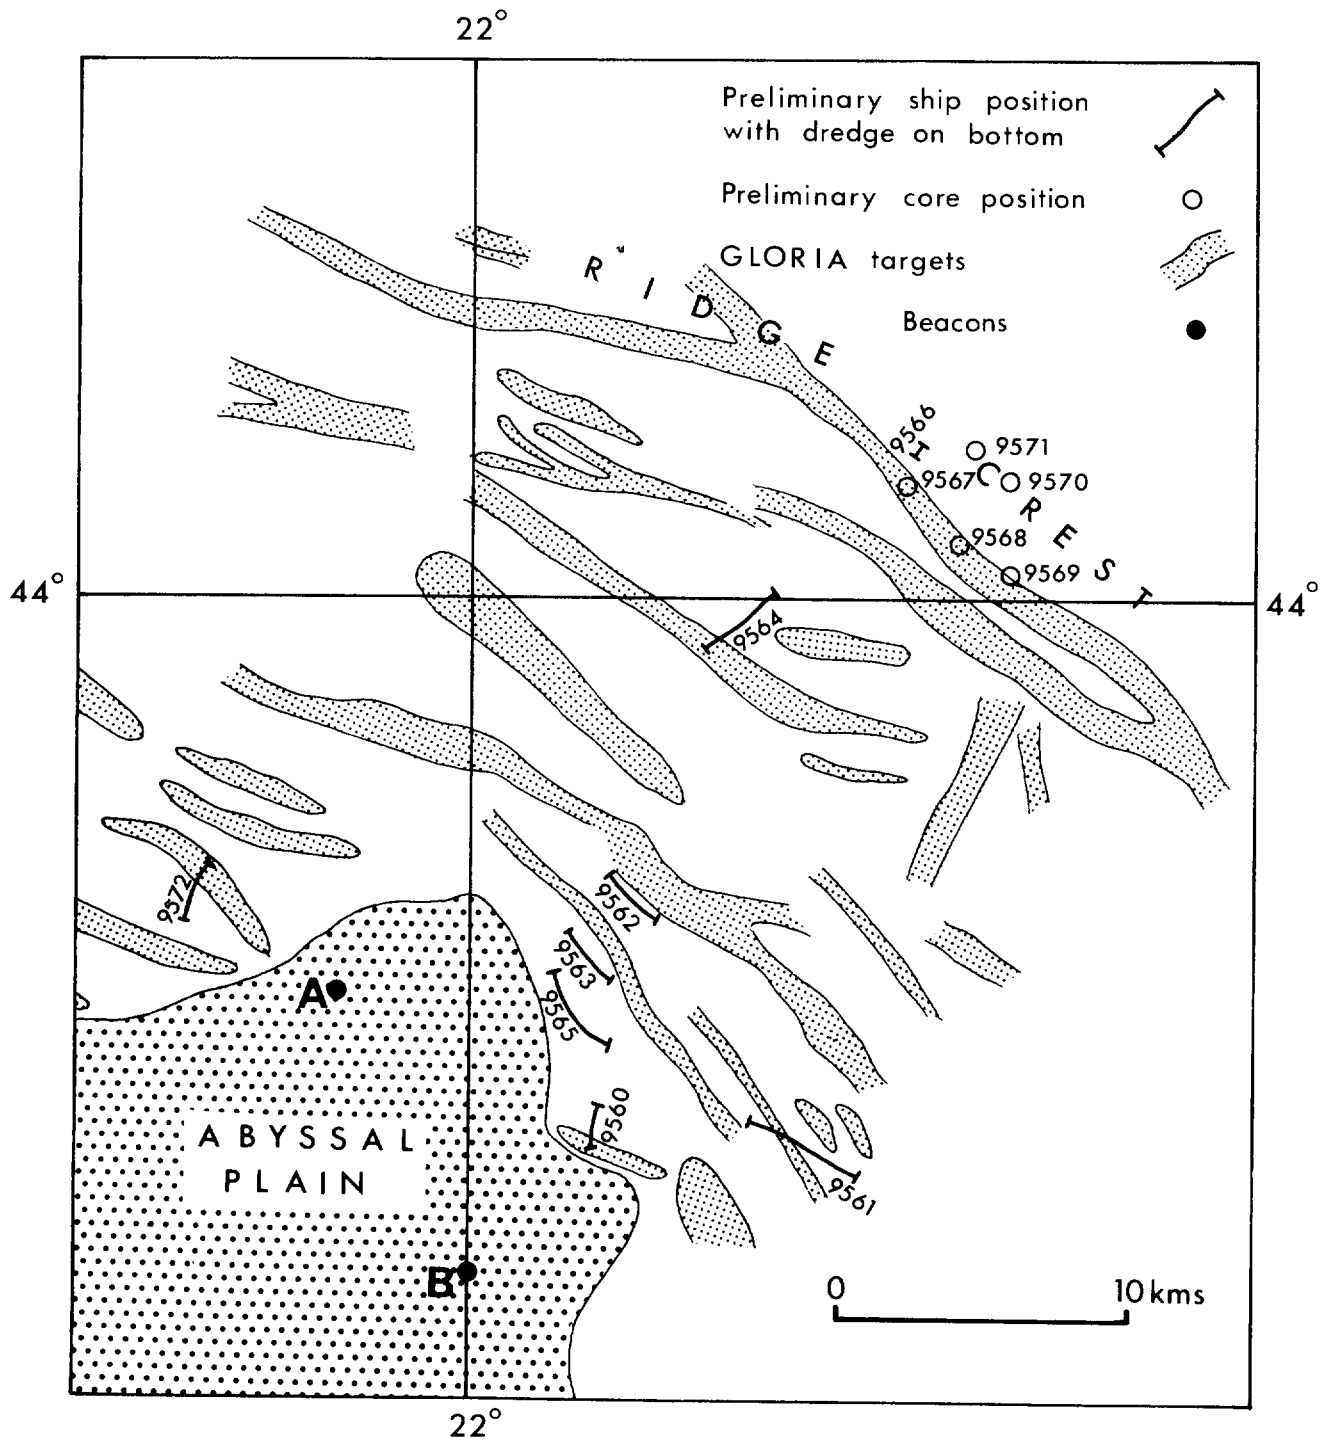 22°
Preliminary ship position
with dredge on bottom
Preliminary core position
GLORIA targets
Beacons
RIDGE
CREST
9566
9571
9567
9570
9568
9569
44°
44°
9564
9572
9562
9563
9565
A
9560
ABYSSAL
PLAIN
9561
B
0 10 kms
22°